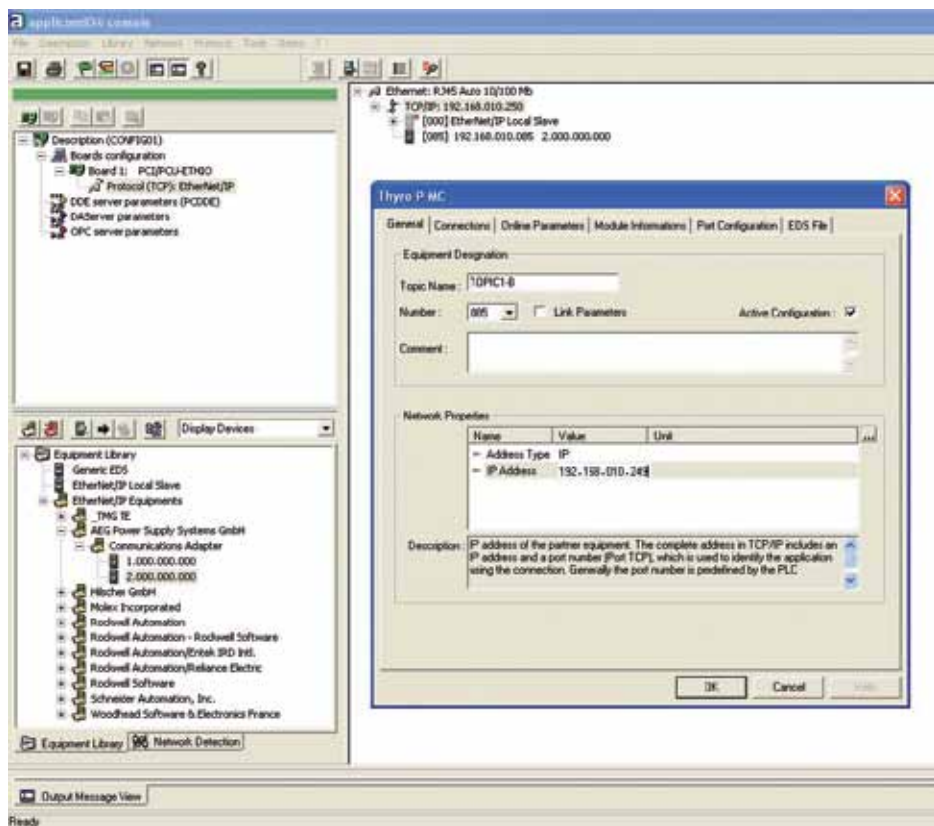 applicomIO® console
File Description Library Network Protocol Tools Items ?
Description (CONFIG01)
Boards configuration
Board 1: PCI/PCU-ETHIO
Protocol (TCP): EtherNet/IP
DDE server parameters (PCDDE)
DAServer parameters
OPC server parameters
Ethernet: RJ45 Auto 10/100 Mb
TCP/IP: 192.168.010.250
[000] EtherNet/IP Local Slave
[085] 192.168.010.085 2.000.000.000
Display Devices
Equipment Library
Generic EDS
EtherNet/IP Local Slave
EtherNet/IP Equipments
_TMG TE
AEG Power Supply Systems GmbH
Communications Adapter
1.000.000.000
2.000.000.000
Hilscher GmbH
Molex Incorporated
Rockwell Automation
Rockwell Automation - Rockwell Software
Rockwell Automation/Entek IRD Intl.
Rockwell Automation/Reliance Electric
Rockwell Software
Schneider Automation, Inc.
Woodhead Software & Electronics France
Equipment Library Network Detection
Thyro-P MC
General Connections Online Parameters Module Informations Port Configuration EDS File
Equipment Designation
Topic Name : TOPIC1-B
Number : 085 Link Parameters Active Configuration :
Comment :
Network Properties
Name Value Unit
Address Type IP
IP Address
Description : IP address of the partner equipment. The complete address in TCP/IP includes an
IP address and a port number (Port TCP), which is used to identify the application
using the connection. Generally the port number is predefined by the PLC
OK Cancel Help
Output Message View
Ready